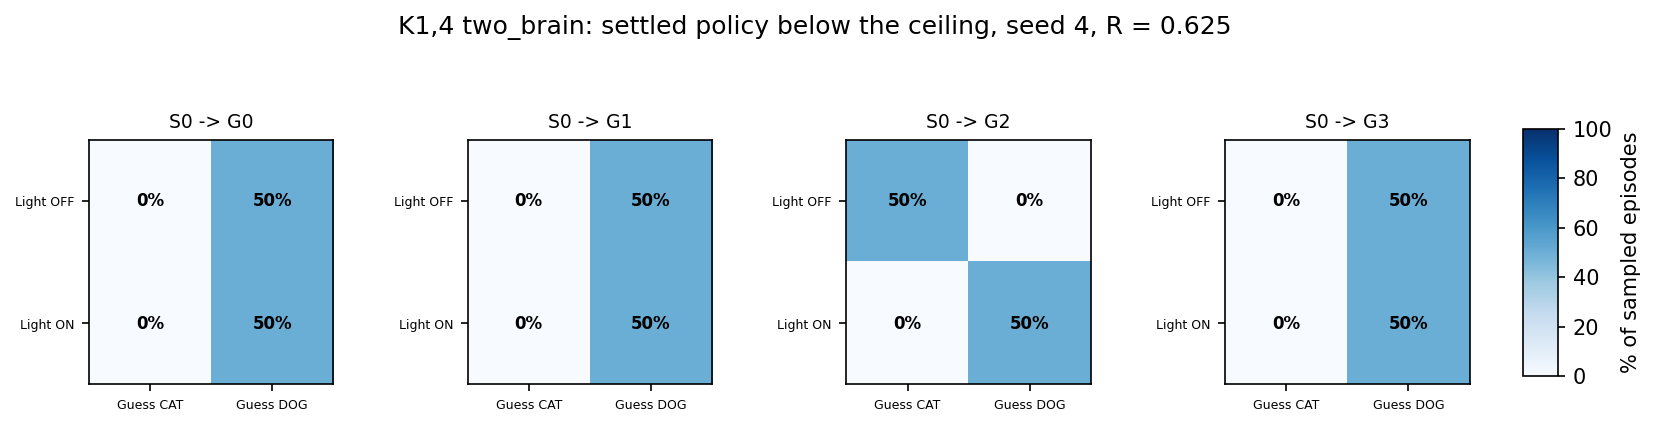 K1,4 two_brain: settled policy below the ceiling, seed 4, R = 0.625
S0 -> G0
S0 -> G1
S0 -> G2
S0 -> G3
Light OFF
0%
50%
Light ON
0%
50%
Guess CAT
Guess DOG
Light OFF
0%
50%
Light ON
0%
50%
Guess CAT
Guess DOG
Light OFF
50%
0%
Light ON
0%
50%
Guess CAT
Guess DOG
Light OFF
0%
50%
Light ON
0%
50%
Guess CAT
Guess DOG
100
80
60
40
20
0
% of sampled episodes